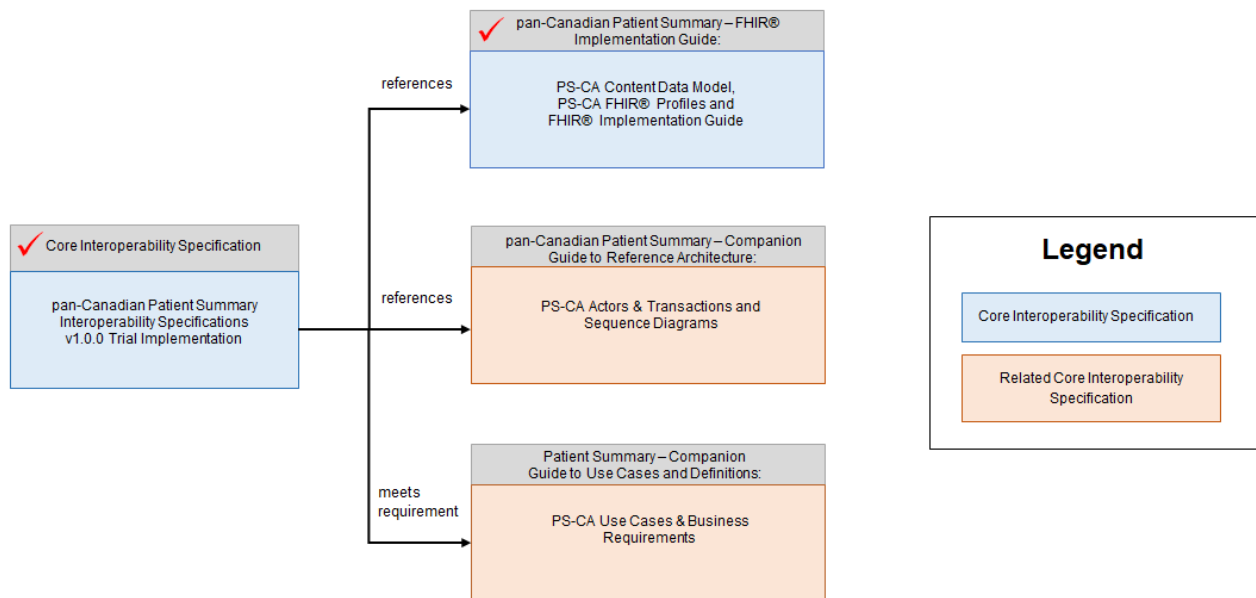 pan-Canadian Patient Summary – FHIR®
Implementation Guide:
PS-CA Content Data Model,
PS-CA FHIR® Profiles and
FHIR® Implementation Guide
references
Core Interoperability Specification
pan-Canadian Patient Summary
Interoperability Specifications
v1.0.0 Trial Implementation
references
pan-Canadian Patient Summary – Companion
Guide to Reference Architecture:
PS-CA Actors & Transactions and
Sequence Diagrams
meets
requirement
Patient Summary – Companion
Guide to Use Cases and Definitions:
PS-CA Use Cases & Business
Requirements
Legend
Core Interoperability Specification
Related Core Interoperability
Specification